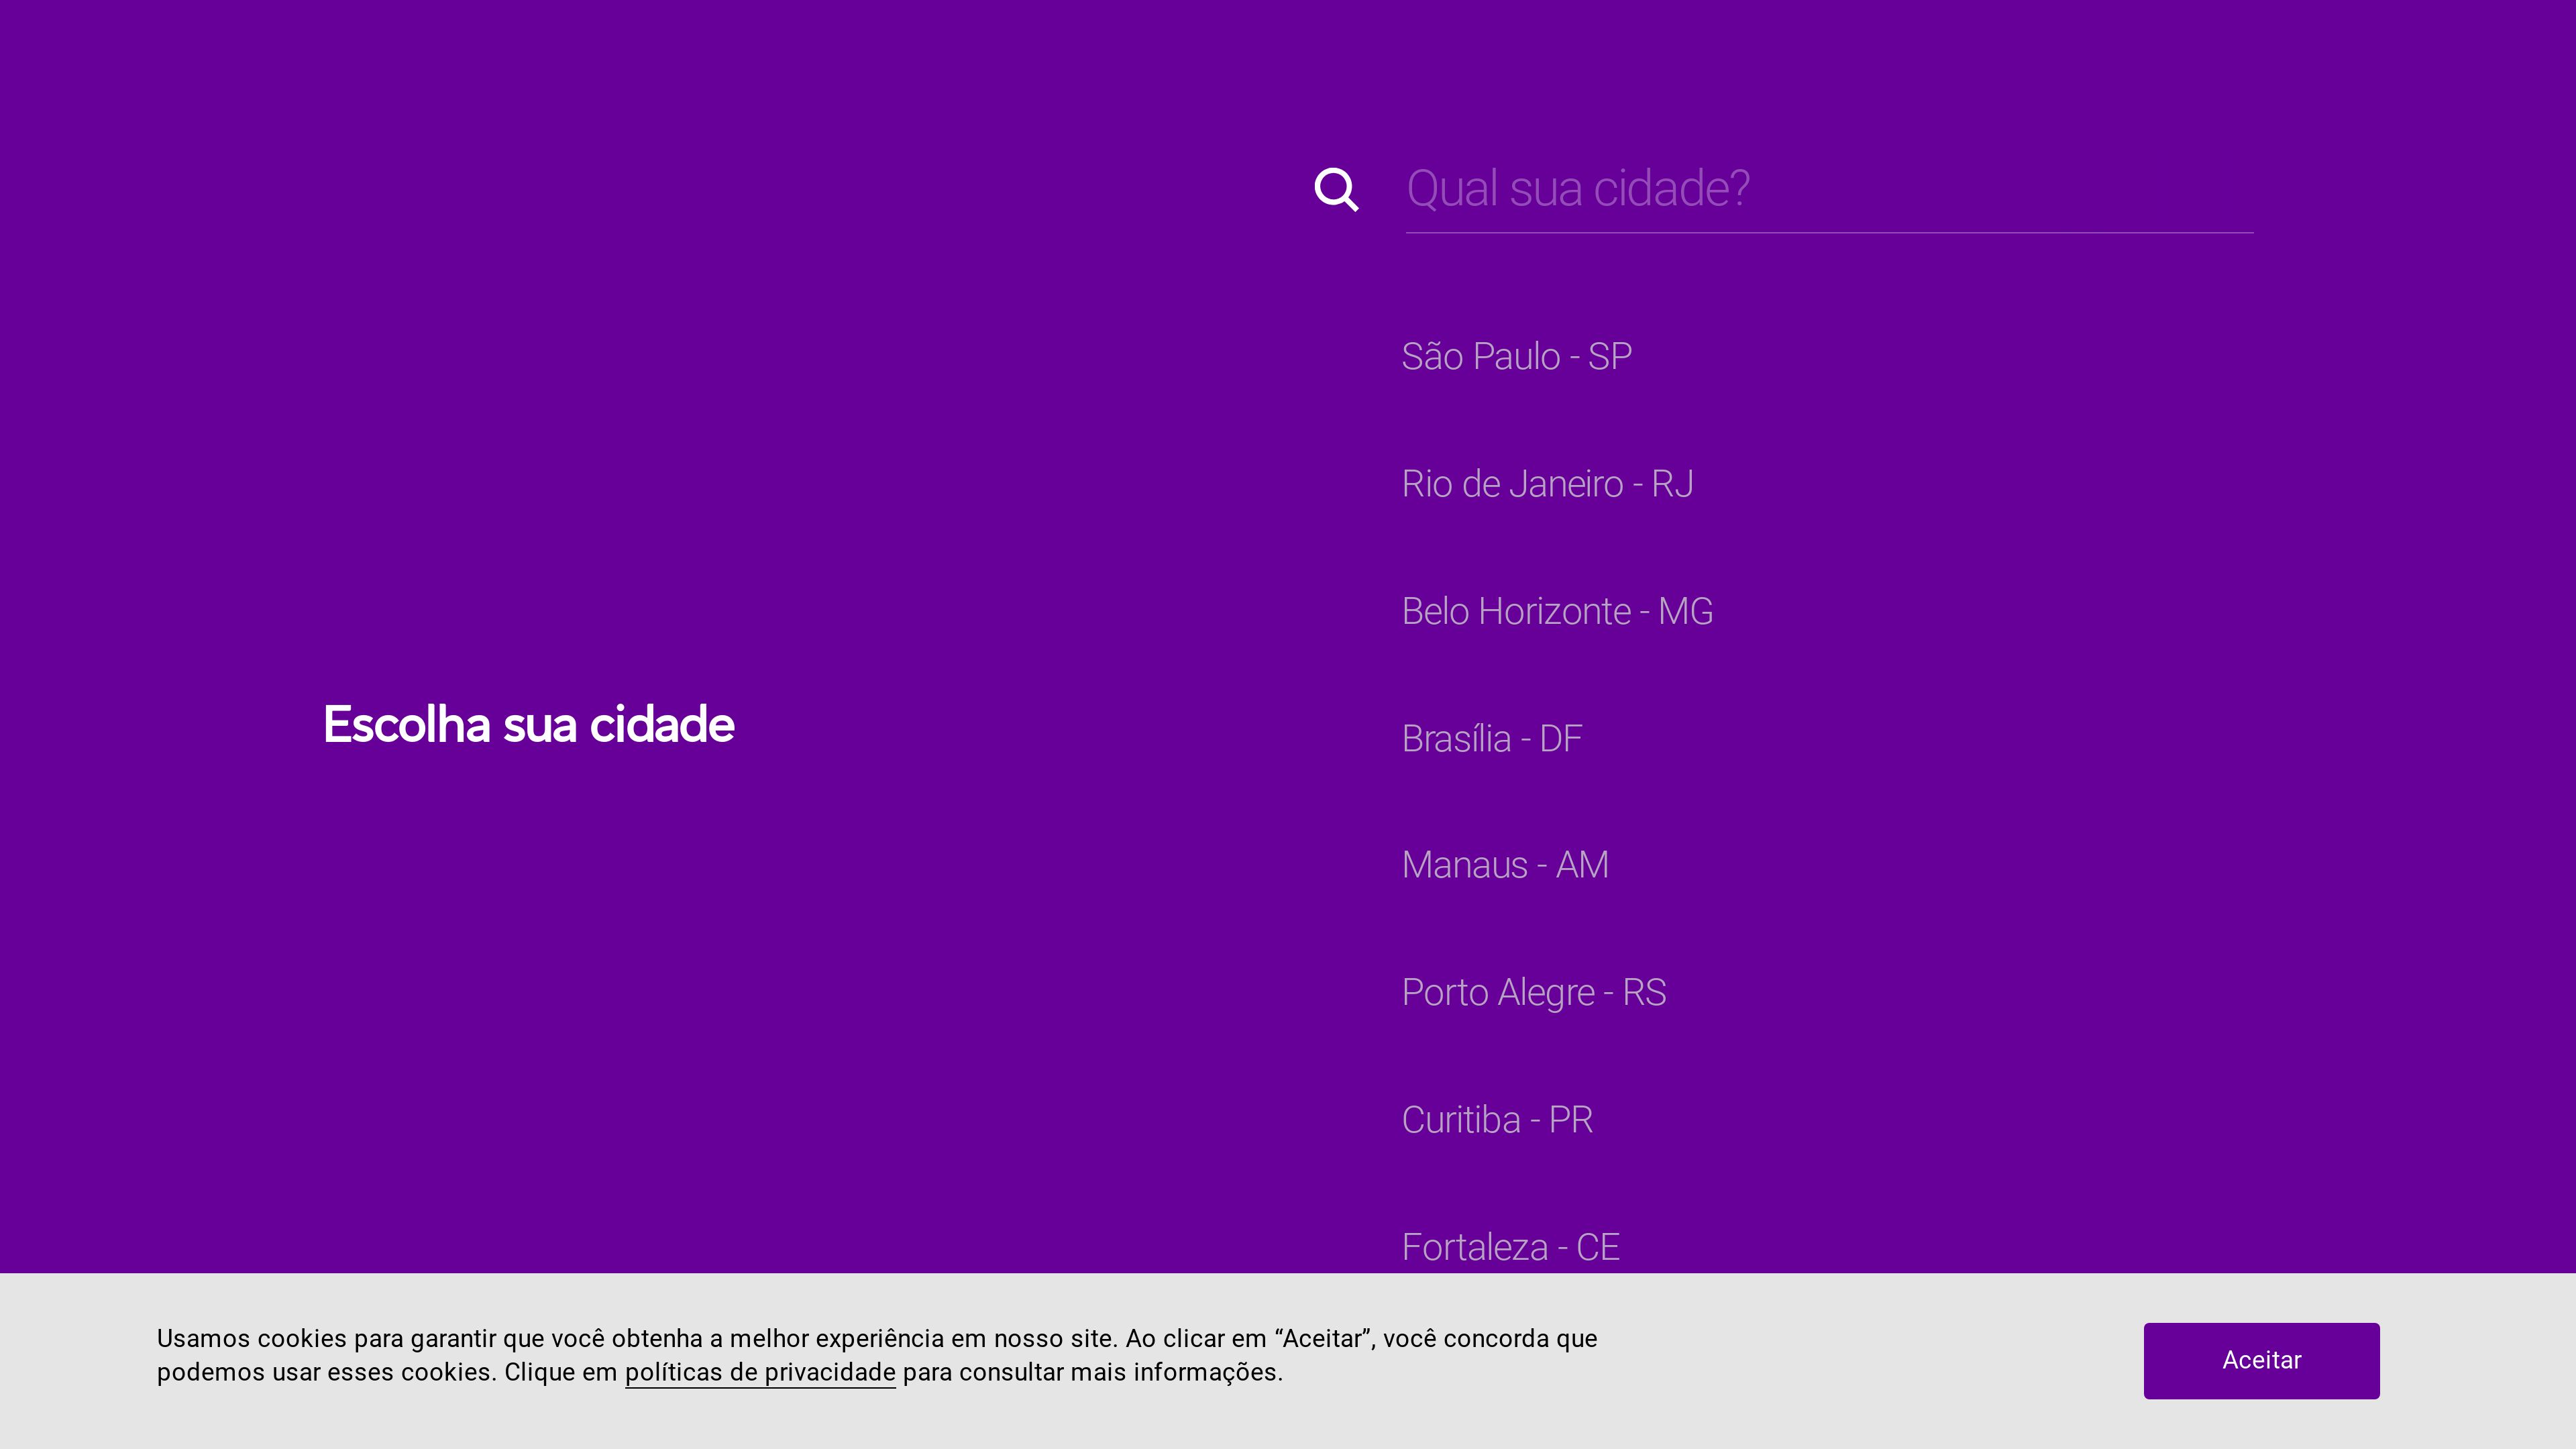 Qual sua cidade?
São Paulo - SP
Rio de Janeiro - RJ
Belo Horizonte - MG
Escolha sua cidade
Brasília - DF
Manaus - AM
Porto Alegre - RS
Curitiba - PR
Fortaleza - CE
Usamos cookies para garantir que você obtenha a melhor experiência em nosso site. Ao clicar em “Aceitar”, você concorda que
podemos usar esses cookies. Clique em políticas de privacidade para consultar mais informações.
Aceitar